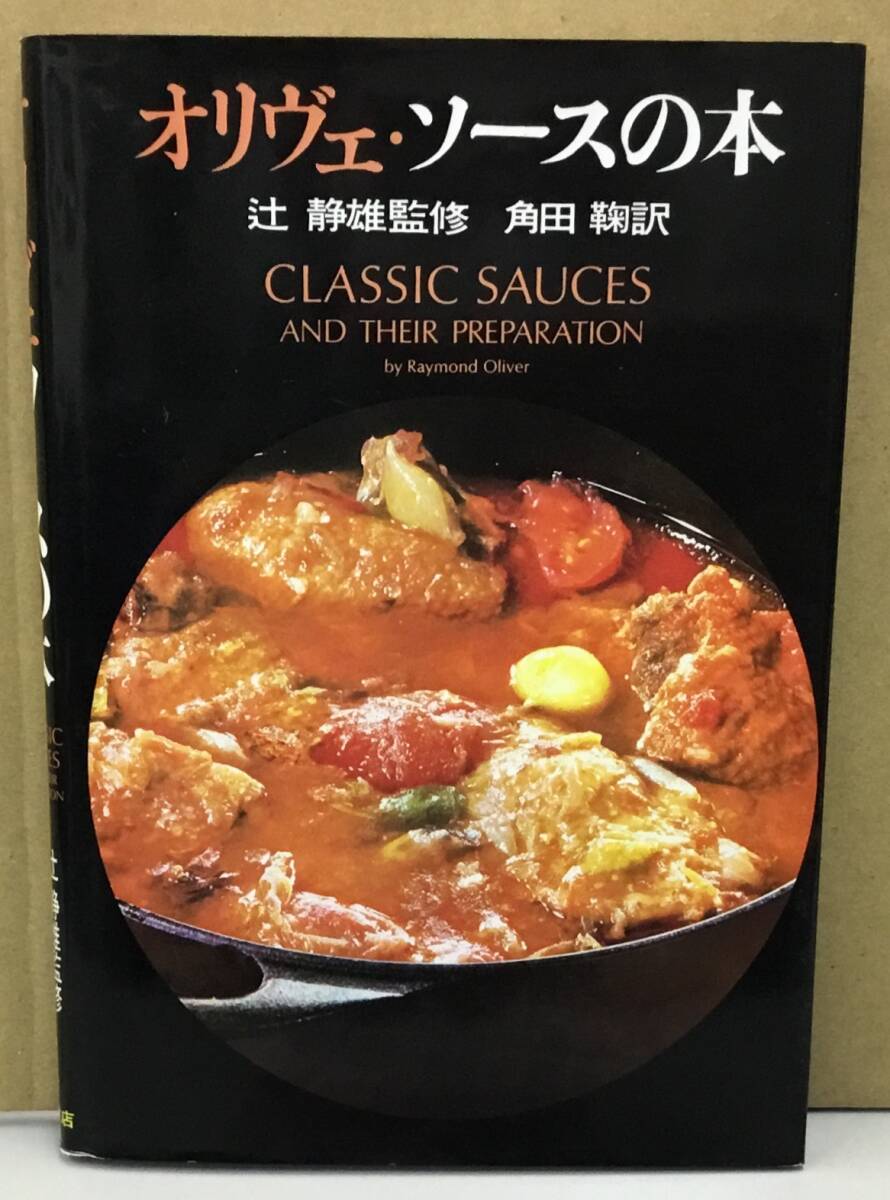 オリヴェ・ソースの本
辻 静雄監修 角田 鞠訳
CLASSIC SAUCES
AND THEIR PREPARATION
by Raymond Oliver
店